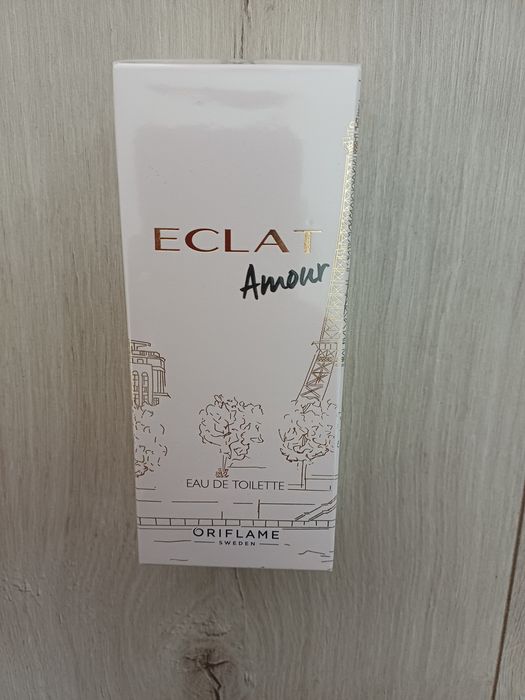 ECLAT
Amour
EAU DE TOILETTE
ORIFLAME
SWEDEN